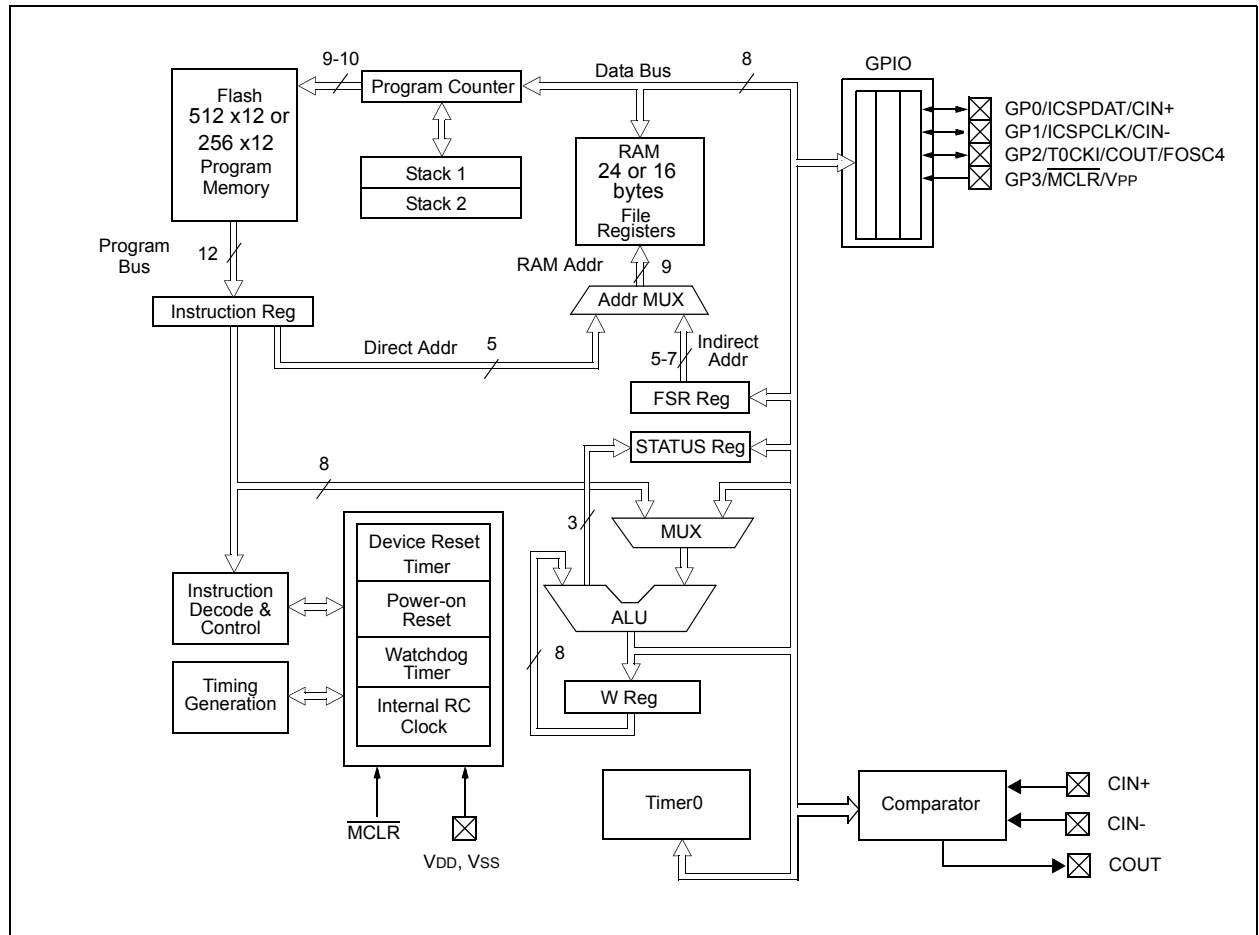 9-10
Data Bus
8
GPIO
Flash
512 x12 or
256 x12
Program
Memory
Program Counter
Stack 1
Stack 2
RAM
24 or 16
bytes
File
Registers
GP0/ICSPDAT/CIN+
GP1/ICSPCLK/CIN-
GP2/T0CKI/COUT/FOSC4
GP3/MCLR/VPP
Program
Bus
12
RAM Addr
9
Instruction Reg
Addr MUX
Direct Addr
5
5-7
Indirect
Addr
FSR Reg
STATUS Reg
8
3
MUX
Device Reset
Timer
Power-on
Reset
Watchdog
Timer
Internal RC
Clock
Instruction
Decode &
Control
Timing
Generation
ALU
8
W Reg
MCLR
VDD, VSS
Timer0
Comparator
CIN+
CIN-
COUT